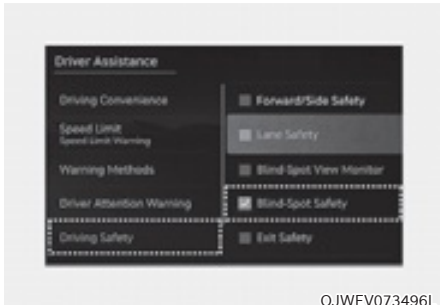 Driver Assistance
Driving Convenience
Speed Limit
Speed Limit Warning
Warning Methods
Driver Attention Warning
Driving Safety
Forward/Side Safety
Lane Safety
Blind-Spot View Monitor
Blind-Spot Safety
Exit Safety
OJWEV073496L